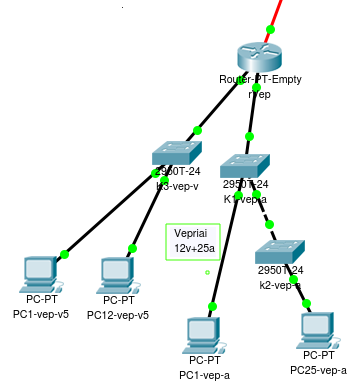 Router-PT-Empty
r-vep
2950T-24
K3-vep-v
2950T-24
K1-vep-a
Vepriai
12v+25a
2950T-24
k2-vep-a
PC-PT
PC1-vep-v5
PC-PT
PC12-vep-v5
PC-PT
PC1-vep-a
PC-PT
PC25-vep-a